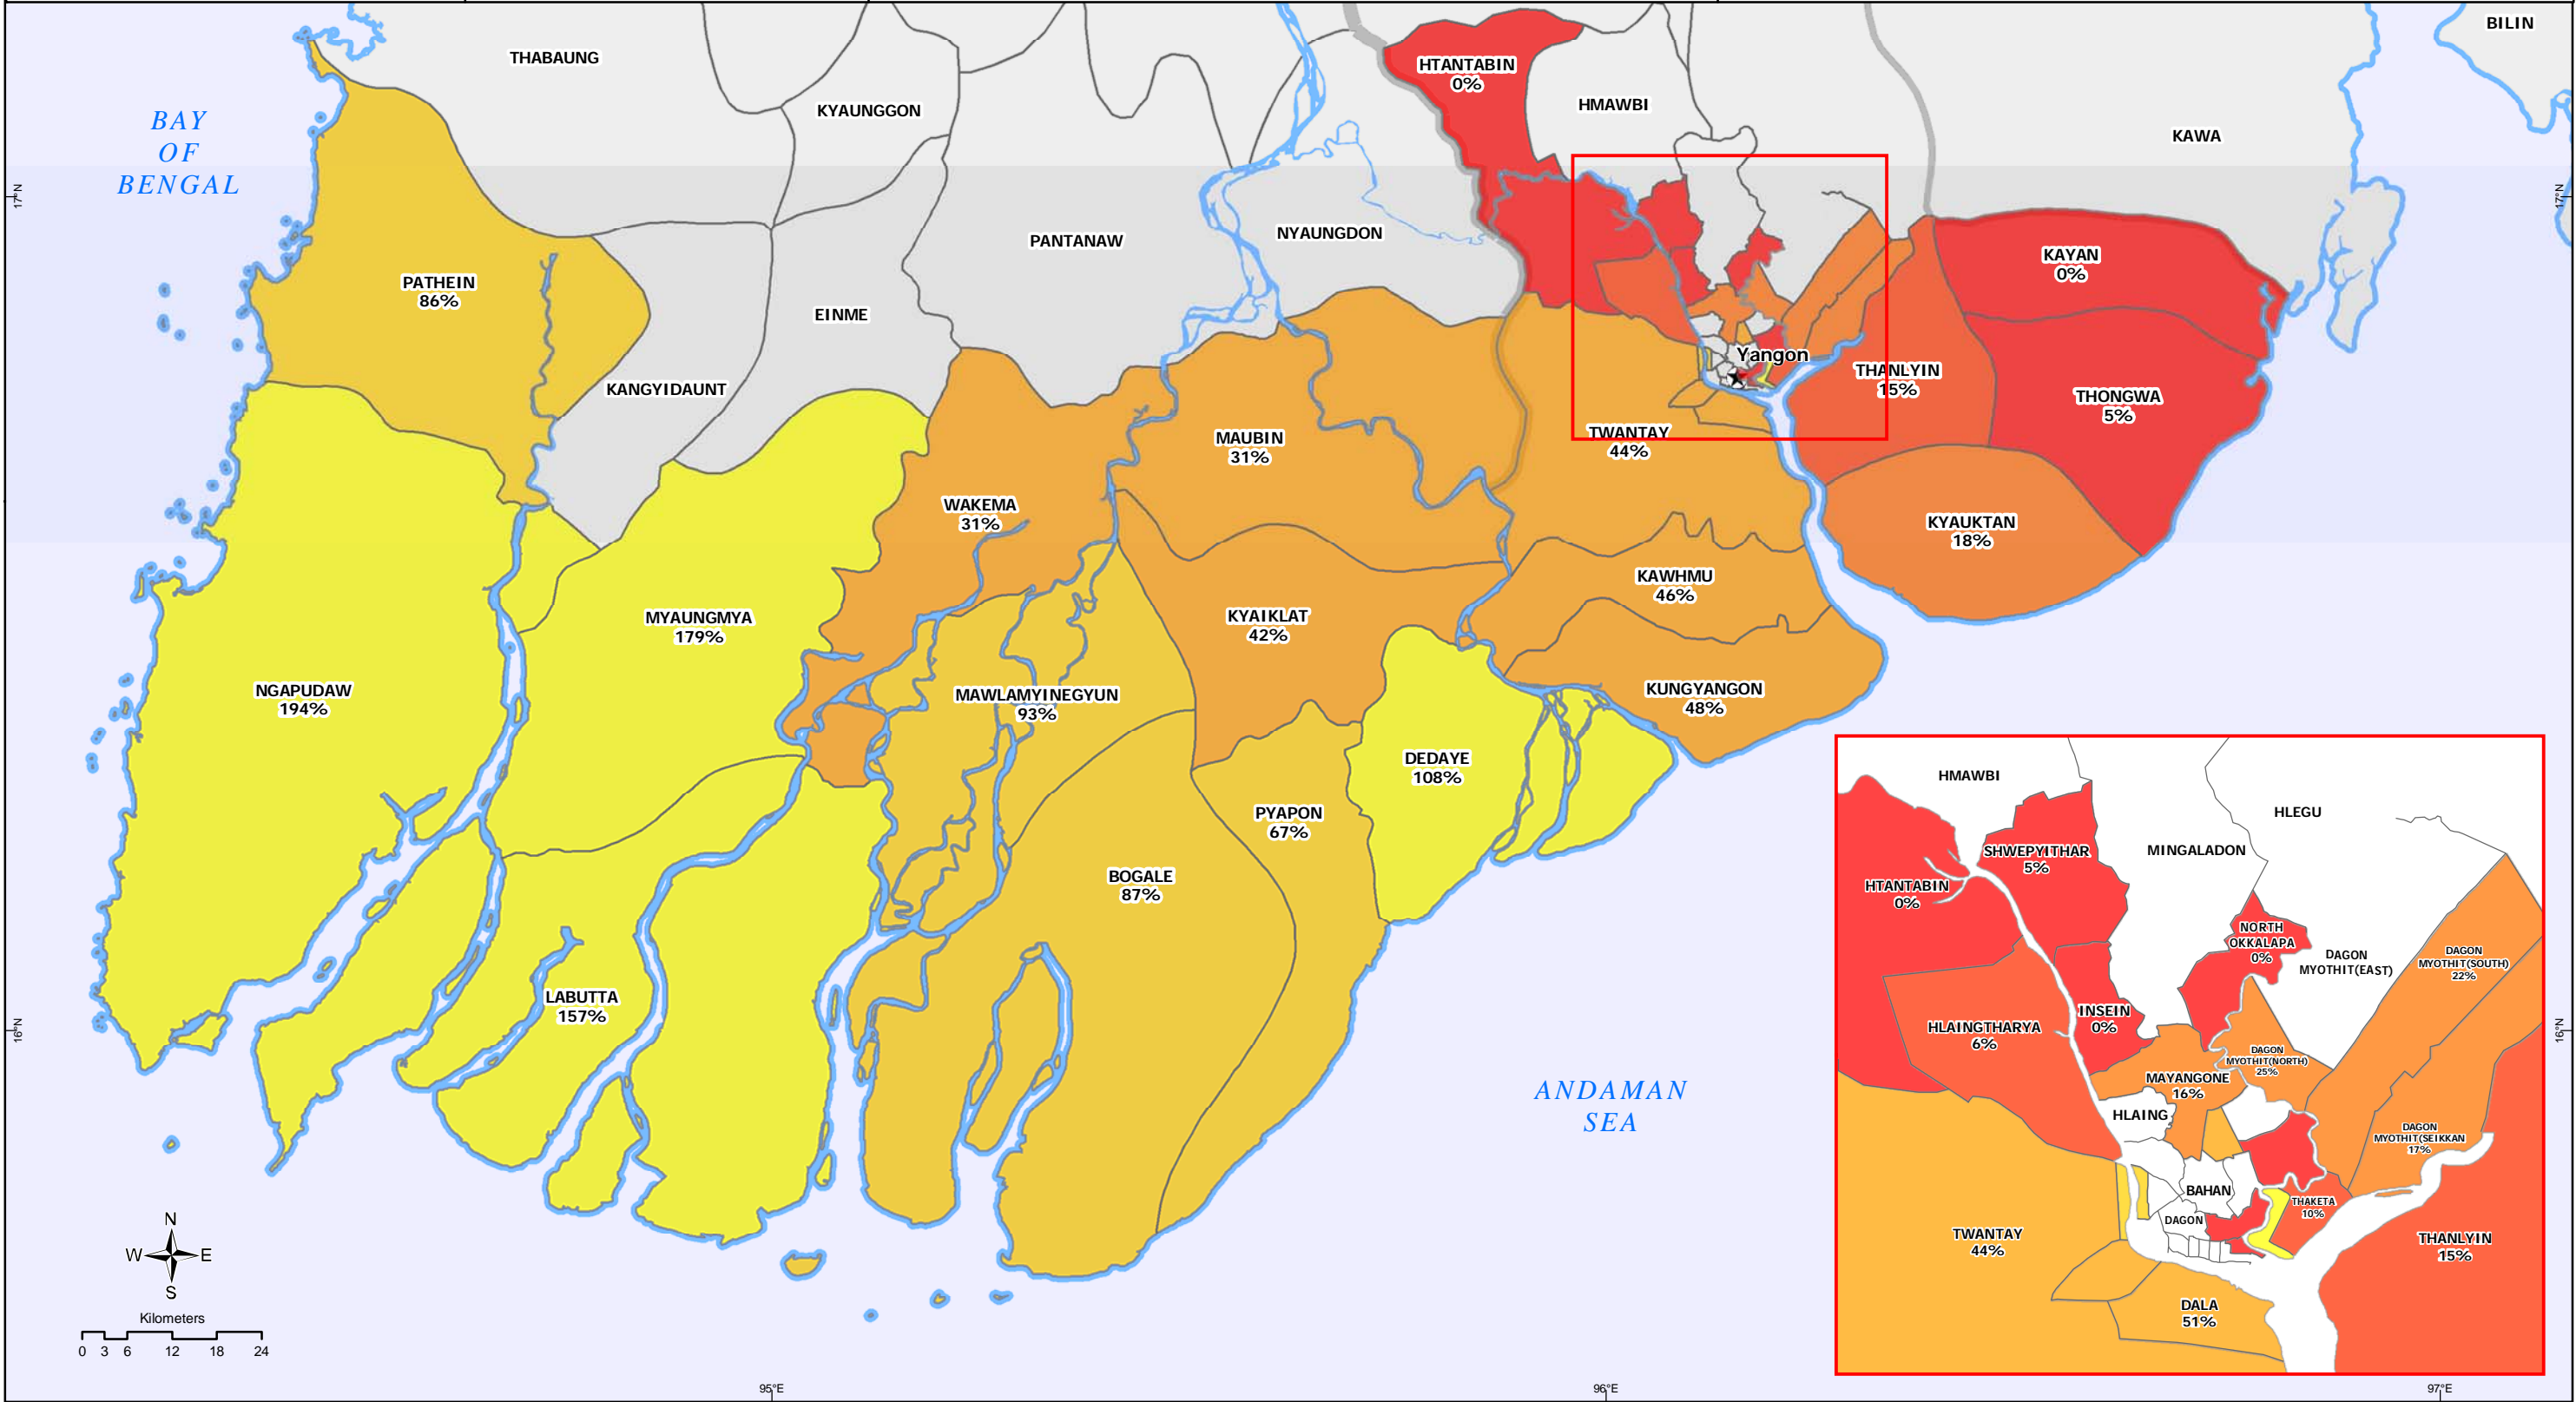 BILIN
THABAUNG
HTANTABIN
0%
HMAWBI
KYAUNGGON
KAWA
BAY
OF
BENGAL
17°N
17°N
PANTANAW
NYAUNGDON
KAYAN
0%
PATHEIN
86%
EINME
Yangon
KANGYIDAUNT
THANLYIN
15%
THONGWA
5%
MAUBIN
31%
TWANTAY
44%
WAKEMA
31%
KYAUKTAN
18%
KAWHMU
46%
MYAUNGMYA
179%
KYAIKLAT
42%
NGAPUDAW
194%
MAWLAMYINEGYUN
93%
KUNGYANGON
48%
DEDAYE
108%
PYAPON
67%
BOGALE
87%
LABUTTA
157%
16°N
16°N
ANDAMAN
SEA
HMAWBI
HLEGU
SHWEPYITHAR
5%
MINGALADON
HTANTABIN
0%
NORTH
OKKALAPA
0%
DAGON
MYOTHIT(EAST)
DAGON
MYOTHIT(SOUTH)
22%
INSEIN
0%
HLAINGTHARYA
6%
DAGON
MYOTHIT(NORTH)
25%
MAYANGONE
16%
HLAING
DAGON
MYOTHIT(SEIKKAN
17%
BAHAN
THAKETA
10%
DAGON
TWANTAY
44%
THANLYIN
15%
DALA
51%
N
W E
S
Kilometers
0 3 6 12 18 24
95°E
96°E
97°E